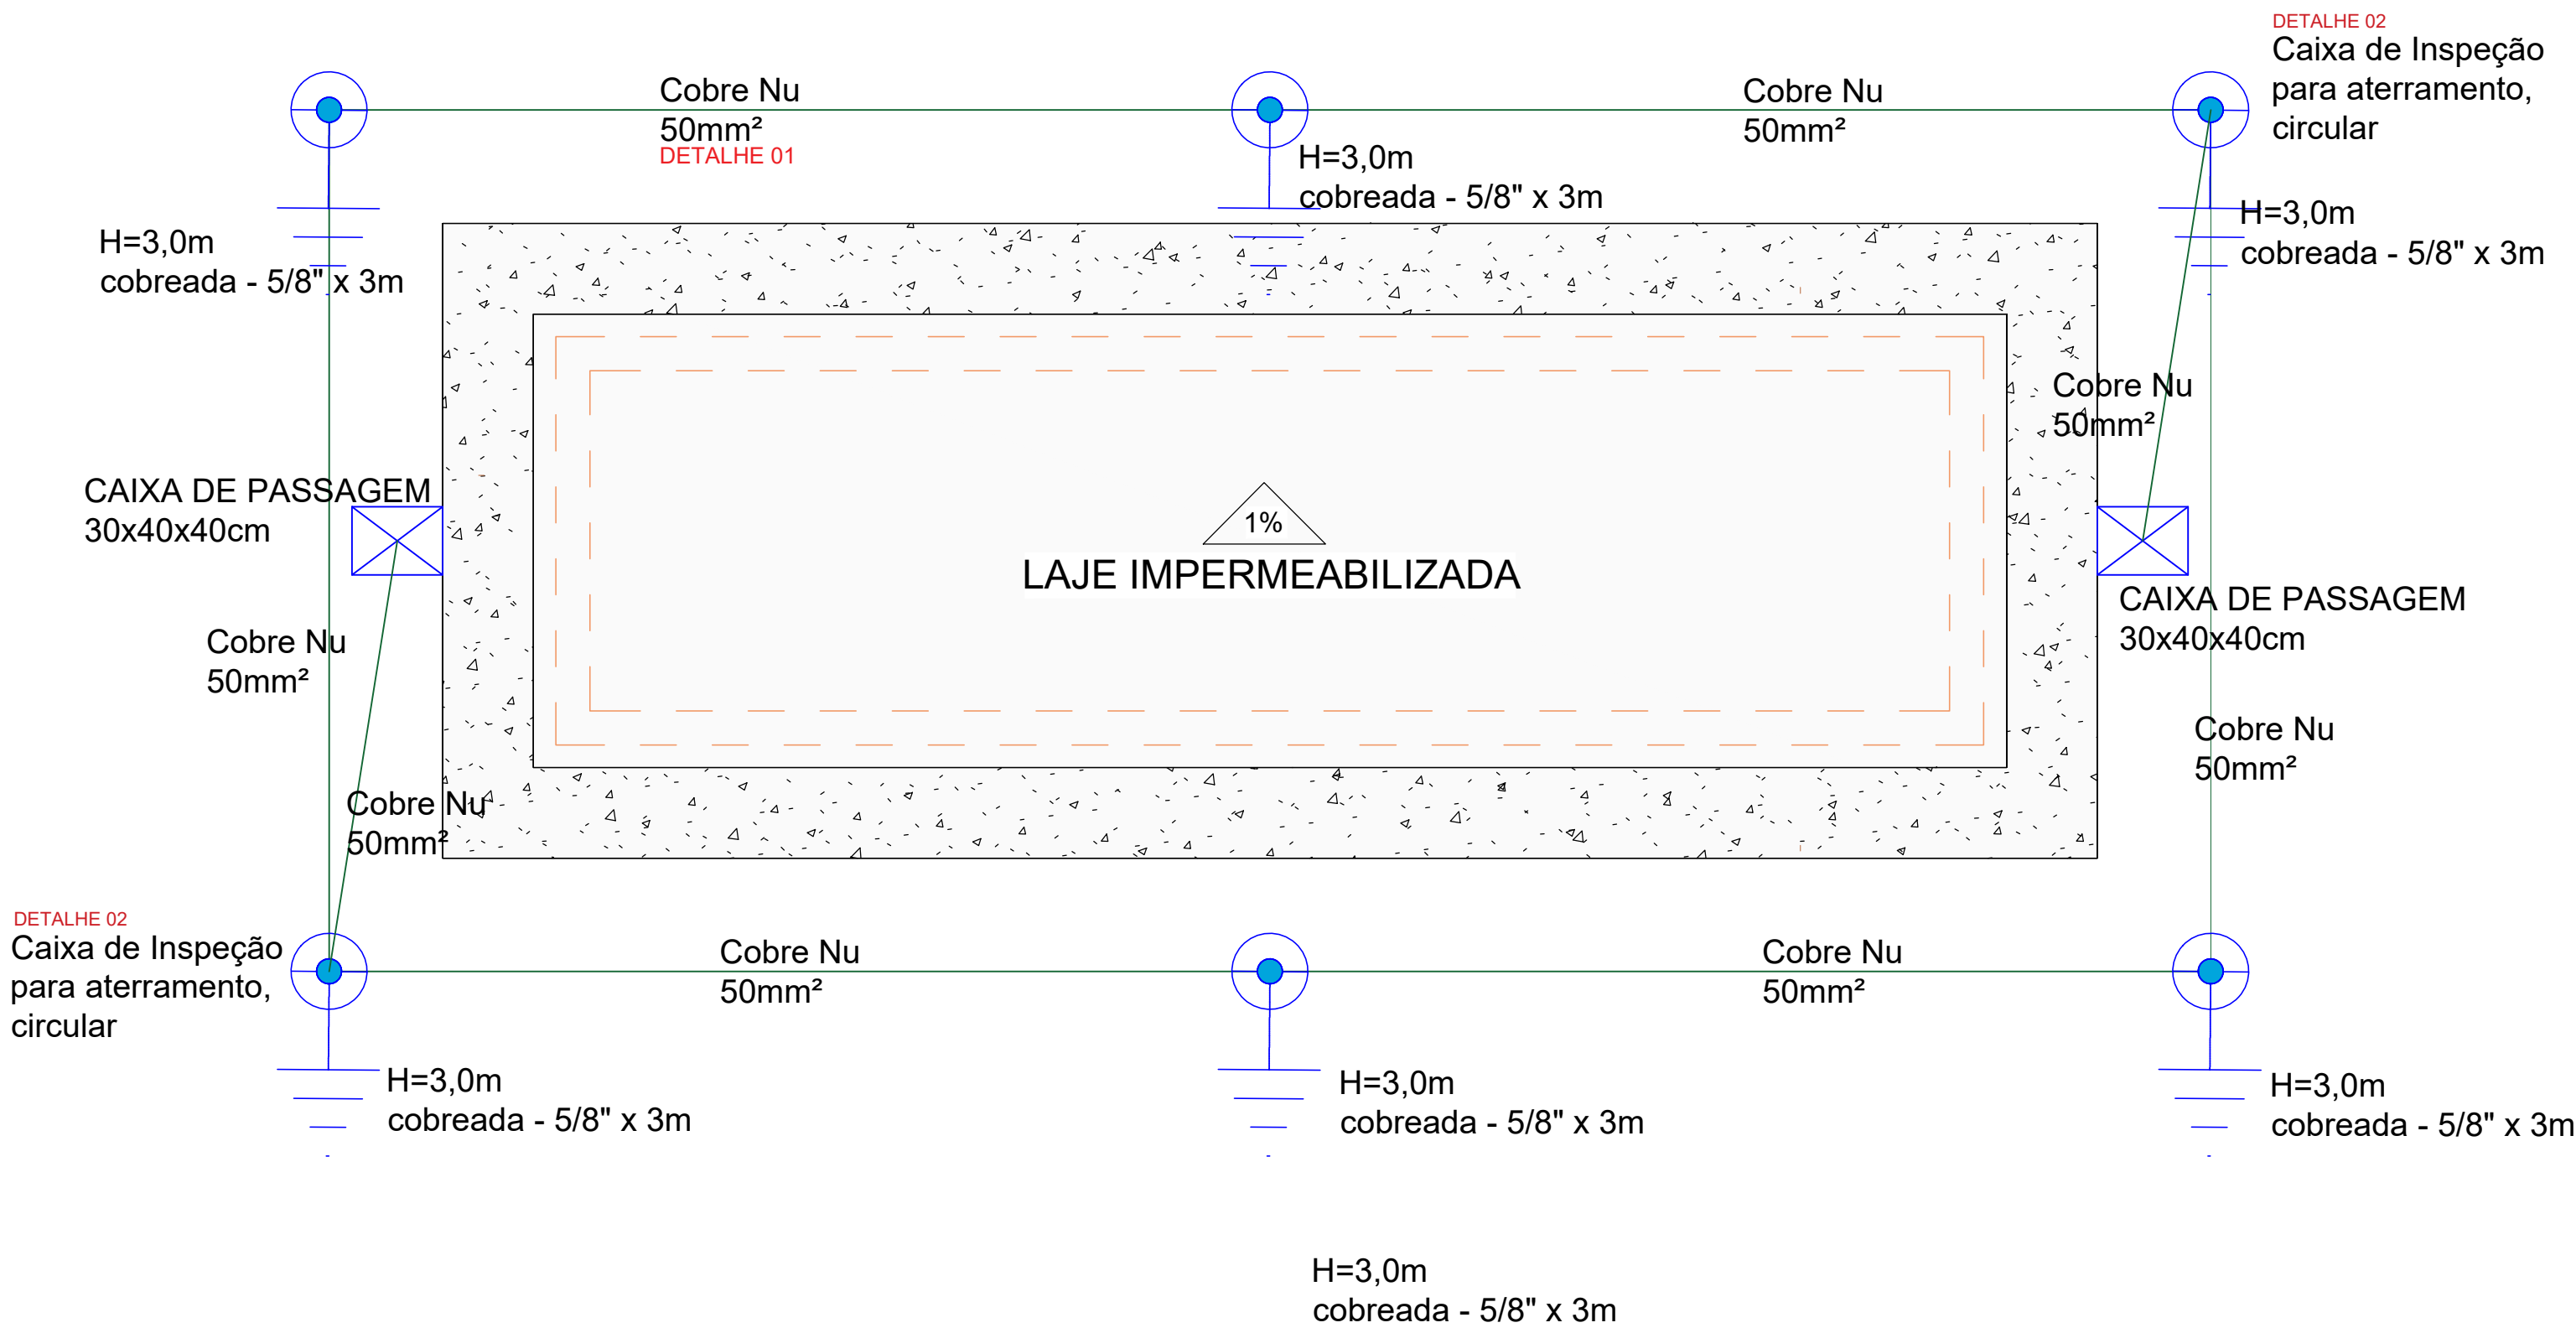 DETALHE 02
Caixa de Inspeção
para aterramento,
circular
Cobre Nu
50mm²
DETALHE 01
Cobre Nu
50mm²
H=3,0m
cobreada - 5/8" x 3m
H=3,0m
cobreada - 5/8" x 3m
H=3,0m
cobreada - 5/8" x 3m
Cobre Nu
50mm²
CAIXA DE PASSAGEM
30x40x40cm
1%
LAJE IMPERMEABILIZADA
CAIXA DE PASSAGEM
30x40x40cm
Cobre Nu
50mm²
Cobre Nu
50mm²
Cobre Nu
50mm²
DETALHE 02
Caixa de Inspeção
para aterramento,
circular
Cobre Nu
50mm²
Cobre Nu
50mm²
H=3,0m
cobreada - 5/8" x 3m
H=3,0m
cobreada - 5/8" x 3m
H=3,0m
cobreada - 5/8" x 3m
H=3,0m
cobreada - 5/8" x 3m